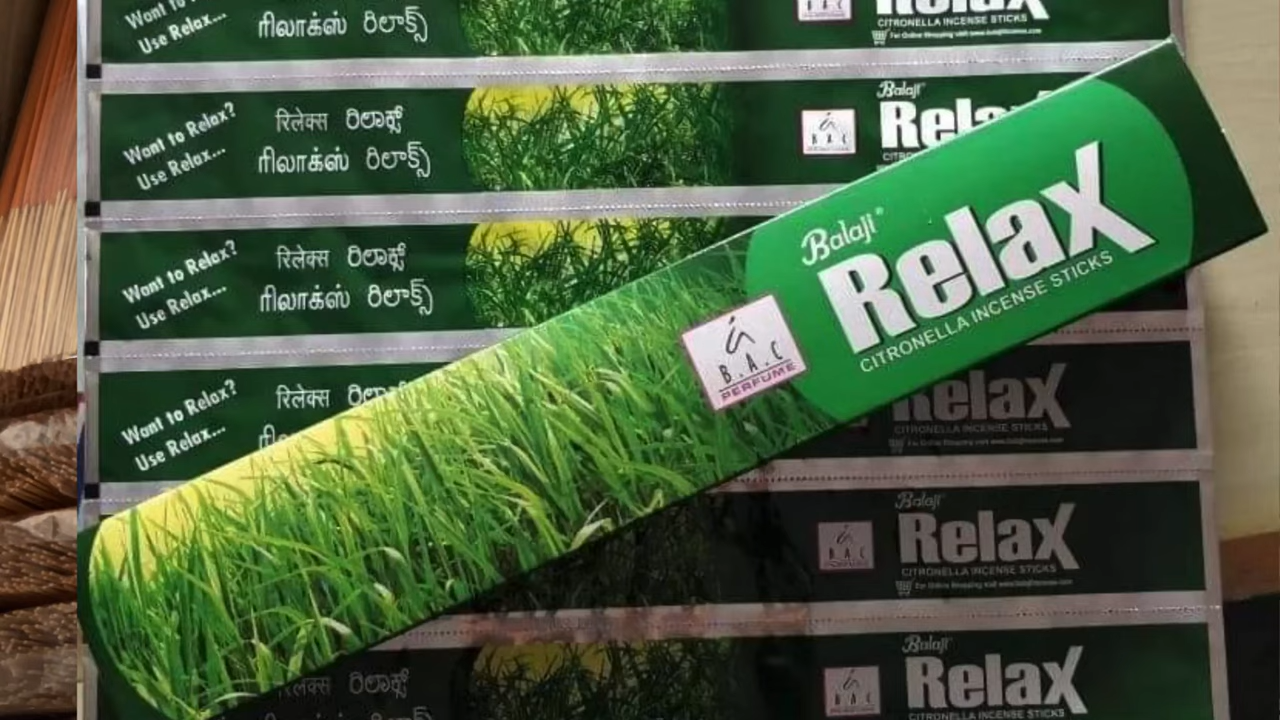 Want to
Use Relax...
ரிலாக்ஸ் రిలాక్స్
Relax
CITRONELLA INCENSE STICKS
Want to Relax?
Use Relax...
रिलेक्स ರಿಲಾಕ್ಸ್
ரிலாக்ஸ் రిలాక్స్
Balaji
Want to Relax?
Use Relax...
रिलेक्स ರಿಲಾಕ್ಸ್
ரிலாக்ஸ் రిలాక్స్
Want to Relax?
Use Relax...
रिलेक्स
Balaji®
Relax
CITRONELLA INCENSE STICKS
B.A.C
PERFUME
Relax
CITRONELLA INCENSE STICKS
Balaji
Relax
CITRONELLA INCENSE STICKS
B.A.C
रिलेक्स ರಿಲಾಕ್ಸ್
Balaji
Relax
CITRONELLA INCENSE STICKS
B.A.C